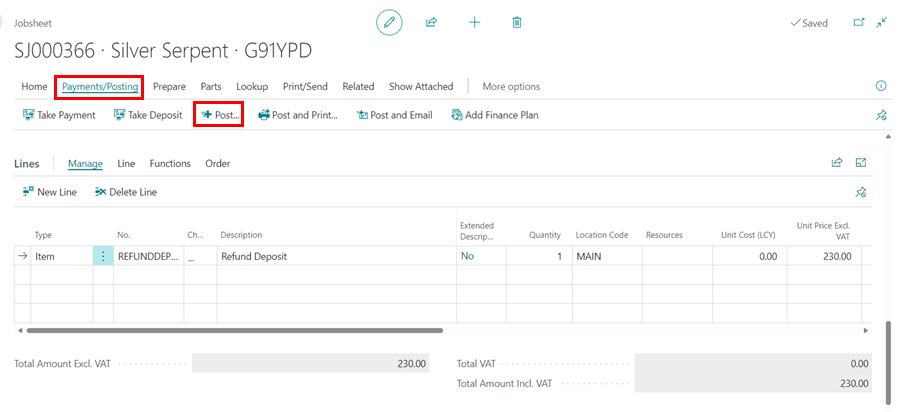 Jobsheet
Saved
SJ000366 · Silver Serpent · G91YPD
Home Payments/Posting Prepare Parts Lookup Print/Send Related Show Attached More options
Take Payment Take Deposit Post... Post and Print... Post and Email Add Finance Plan
Lines Manage Line Functions Order
New Line Delete Line
Type No. Ch... Description Extended Descrip... Quantity Location Code Resources Unit Cost (LCY) Unit Price Excl. VAT
Item REFUNDDEP... _ Refund Deposit No 1 MAIN 0.00 230.00
Total Amount Excl. VAT 230.00 Total VAT 0.00
Total Amount Incl. VAT 230.00